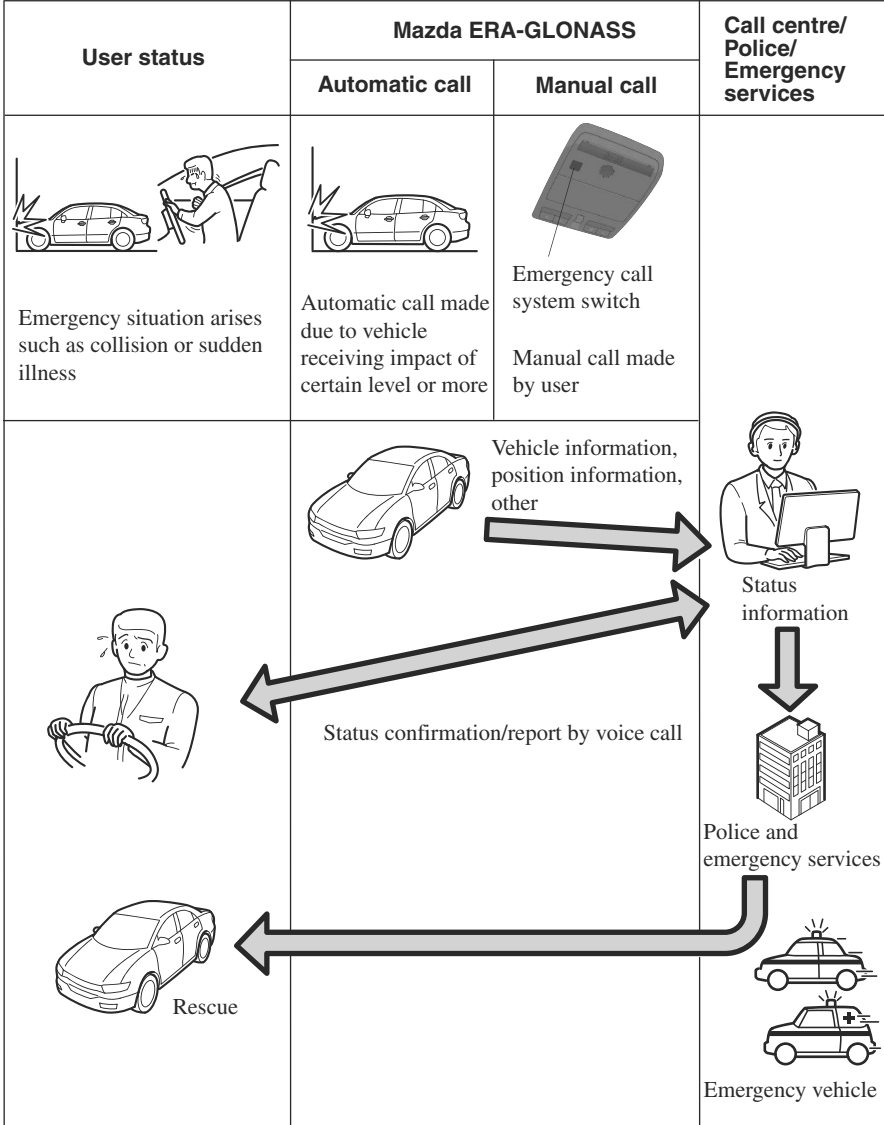 User status
Mazda ERA-GLONASS
Automatic call
Manual call
Call centre/
Police/
Emergency
services
Emergency situation arises
such as collision or sudden
illness
Automatic call made
due to vehicle
receiving impact of
certain level or more
Emergency call
system switch
Manual call made
by user
Vehicle information,
position information,
other
Status
information
Status confirmation/report by voice call
Police and
emergency services
Rescue
Emergency vehicle